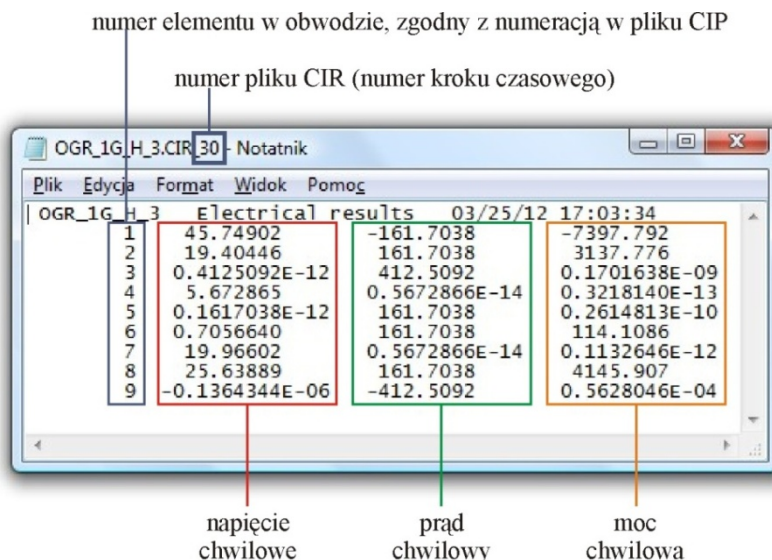 numer elementu w obwodzie, zgodny z numeracją w pliku CIP
numer pliku CIR (numer kroku czasowego)
OGR_1G_H_3.CIR_30 - Notatnik
Plik Edycja Format Widok Pomoc
OGR_1G_H_3 Electrical results 03/25/12 17:03:34
1 45.74902 -161.7038 -7397.792
2 19.40446 161.7038 3137.776
3 0.4125092E-12 412.5092 0.1701638E-09
4 5.672865 0.5672866E-14 0.3218140E-13
5 0.1617038E-12 161.7038 0.2614813E-10
6 0.7056640 161.7038 114.1086
7 19.96602 0.5672866E-14 0.1132646E-12
8 25.63889 161.7038 4145.907
9 -0.1364344E-06 -412.5092 0.5628046E-04
napięcie chwilowe
prąd chwilowy
moc chwilowa